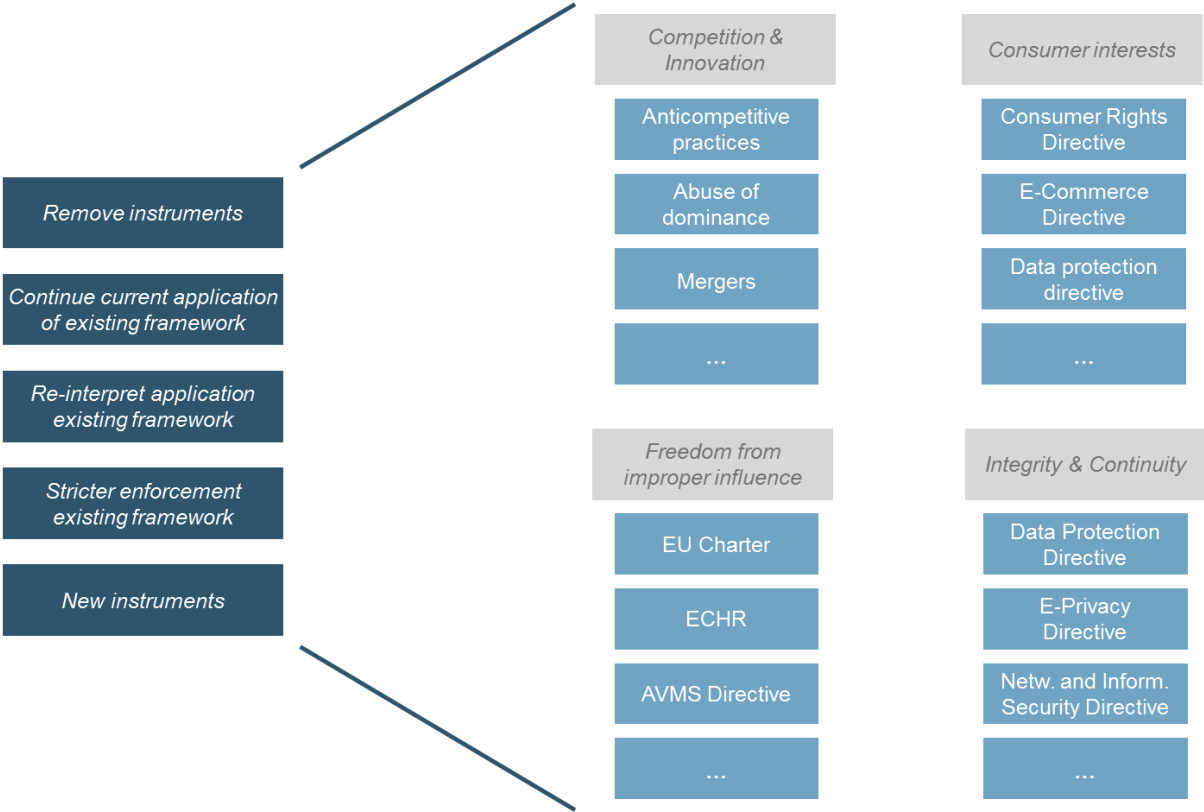 Remove instruments
Continue current application
of existing framework
Re-interpret application
existing framework
Stricter enforcement
existing framework
New instruments
Competition &
Innovation
Anticompetitive
practices
Abuse of
dominance
Mergers
...
Consumer interests
Consumer Rights
Directive
E-Commerce
Directive
Data protection
directive
...
Freedom from
improper influence
EU Charter
ECHR
AVMS Directive
...
Integrity & Continuity
Data Protection
Directive
E-Privacy
Directive
Netw. and Inform.
Security Directive
...